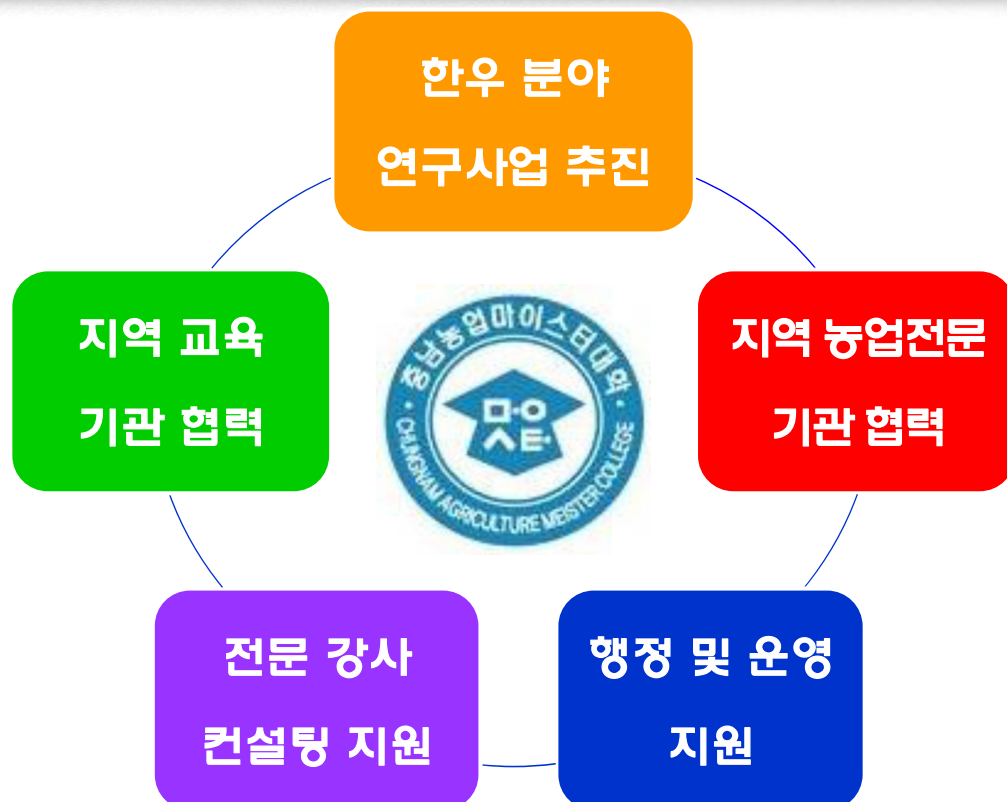 한우 분야
연구사업 추진
지역 교육
기관 협력
충남농업마이스터대학
CHUNGNAM AGRICULTURE MEISTER COLLEGE
지역 농업전문
기관 협력
전문 강사
컨설팅 지원
행정 및 운영
지원